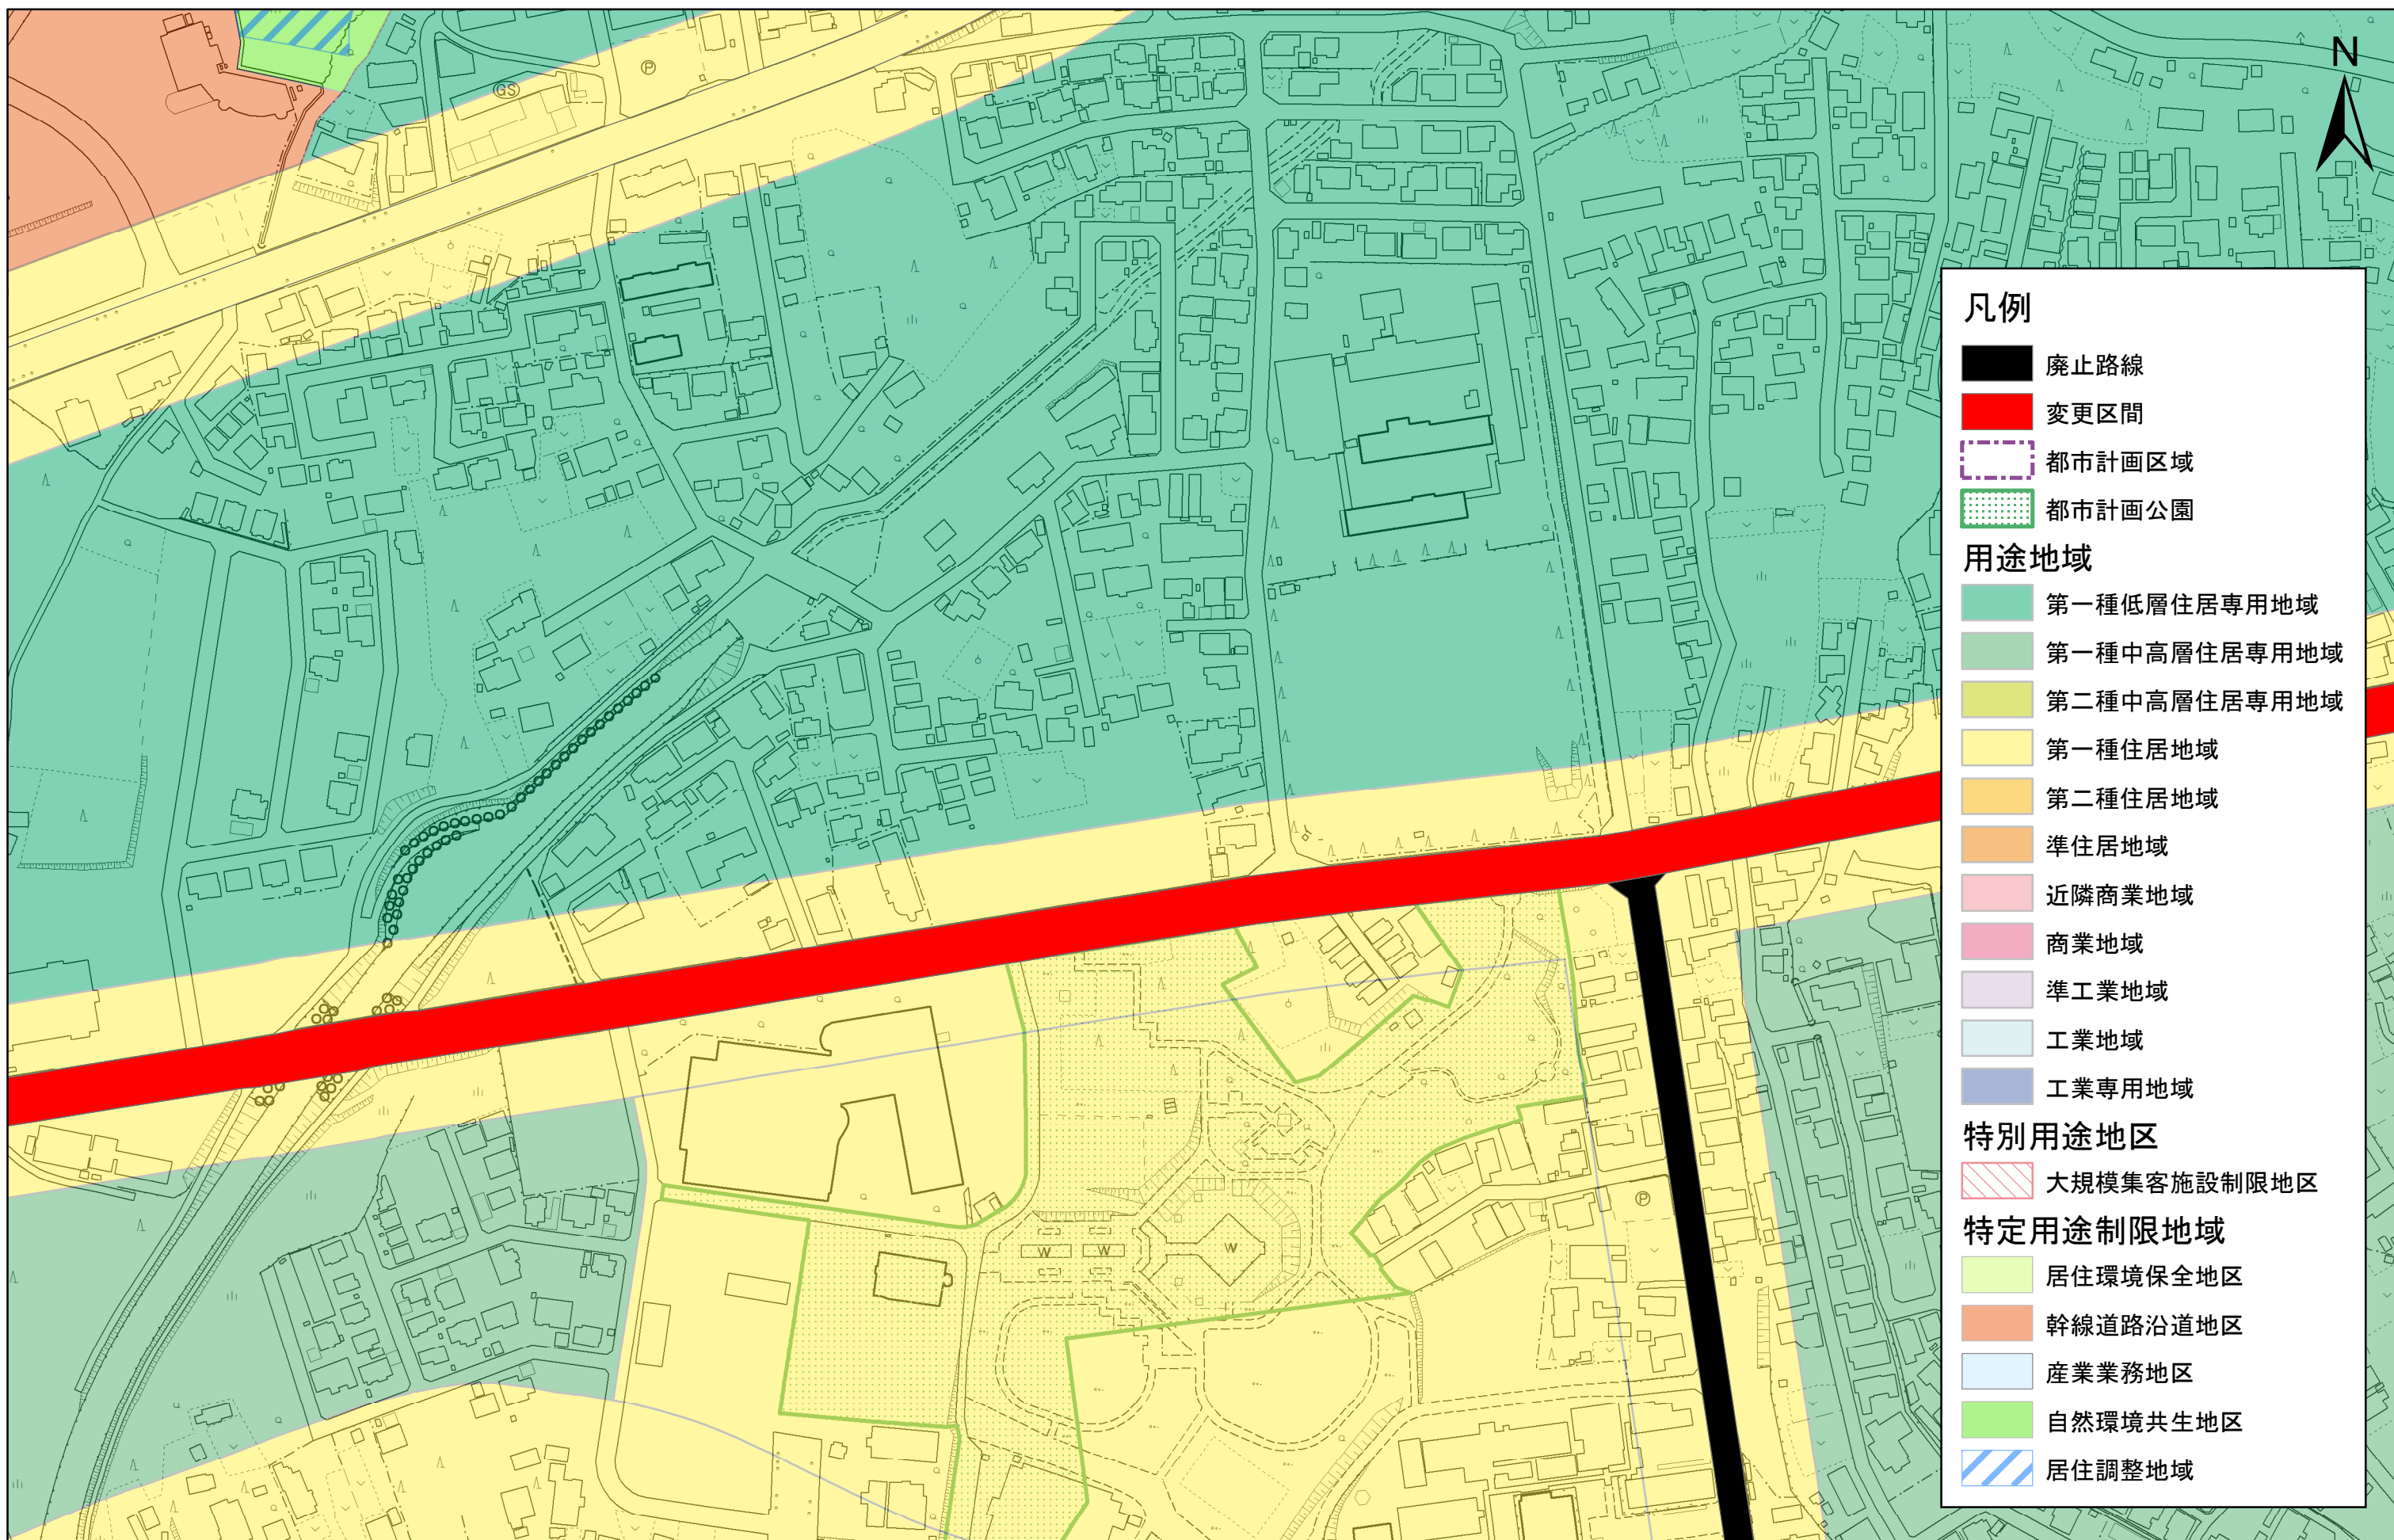 GS
P
N
凡例
廃止路線
変更区間
都市計画区域
都市計画公園
用途地域
第一種低層住居専用地域
第一種中高層住居専用地域
第二種中高層住居専用地域
第一種住居地域
第二種住居地域
準住居地域
近隣商業地域
商業地域
準工業地域
工業地域
工業専用地域
特別用途地区
大規模集客施設制限地区
特定用途制限地域
居住環境保全地区
幹線道路沿道地区
産業業務地区
自然環境共生地区
居住調整地域
P
W
W
W